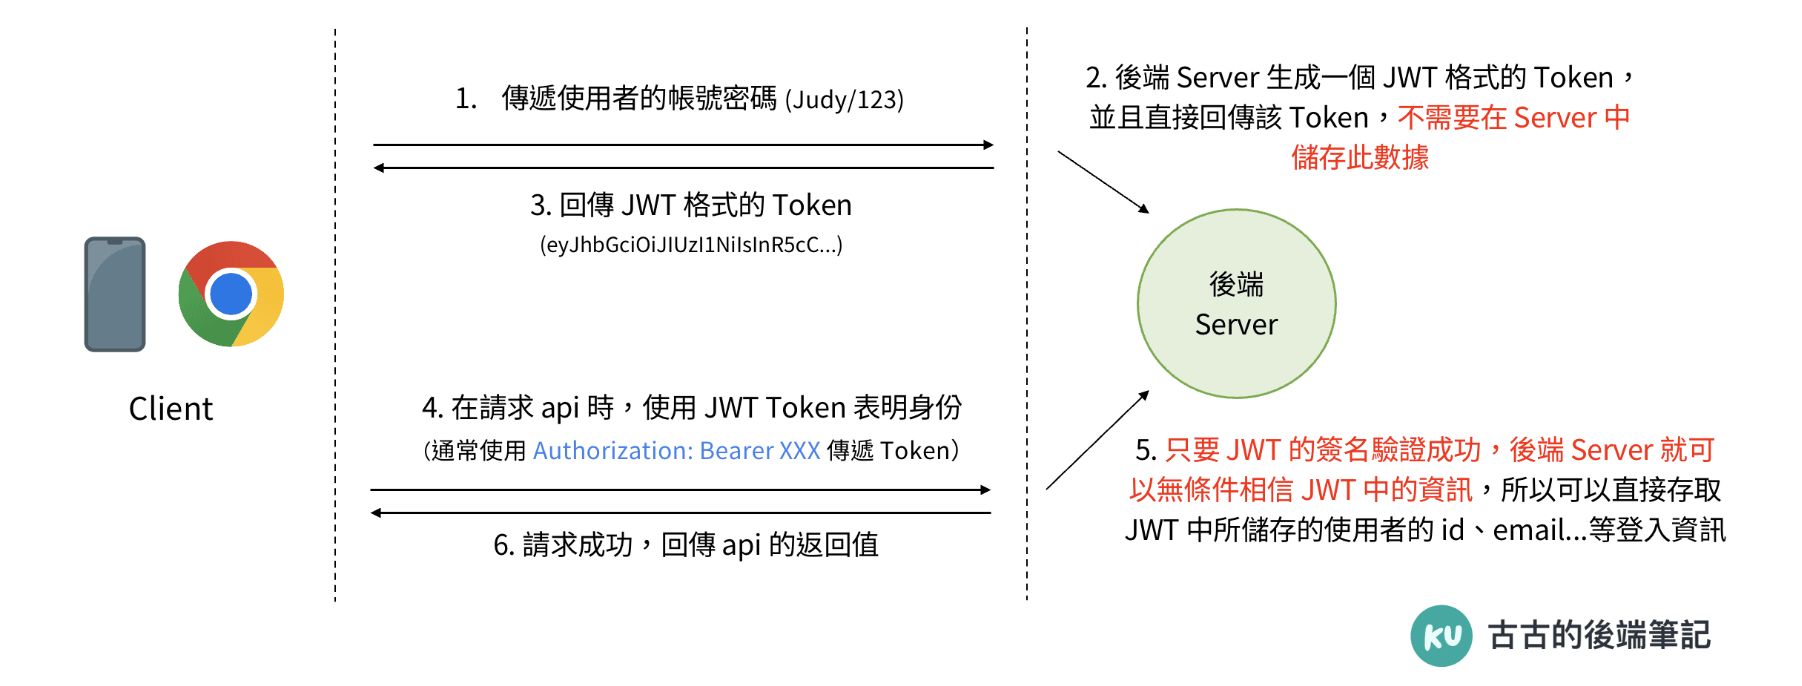 1. 傳遞使用者的帳號密碼 (Judy/123)
2. 後端 Server 生成一個 JWT 格式的 Token，
並且直接回傳該 Token，不需要在 Server 中
儲存此數據
3. 回傳 JWT 格式的 Token
(eyJhbGciOiJIUzI1NiIsInR5cC...)
後端
Server
Client
4. 在請求 api 時，使用 JWT Token 表明身份
（通常使用 Authorization: Bearer XXX 傳遞 Token）
5. 只要 JWT 的簽名驗證成功，後端 Server 就可
以無條件相信 JWT 中的資訊，所以可以直接存取
JWT 中所儲存的使用者的 id、email...等登入資訊
6. 請求成功，回傳 api 的返回值
KU 古古的後端筆記